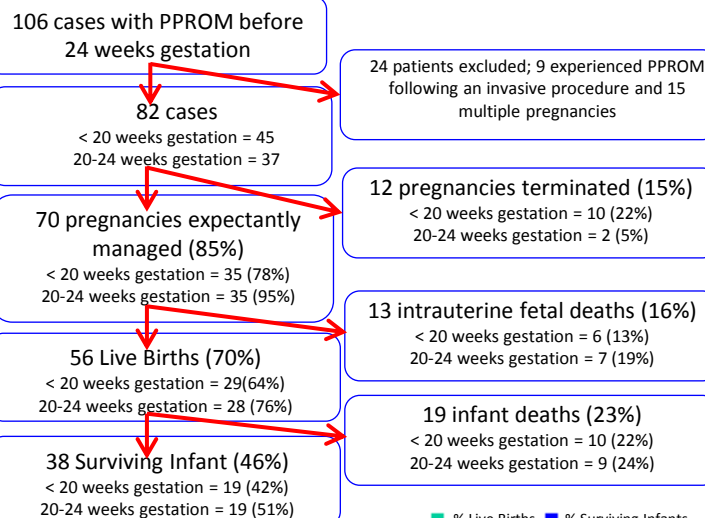 106 cases with PPROM before
24 weeks gestation
24 patients excluded; 9 experienced PPROM
following an invasive procedure and 15
multiple pregnancies
82 cases
< 20 weeks gestation = 45
20-24 weeks gestation = 37
12 pregnancies terminated (15%)
< 20 weeks gestation = 10 (22%)
20-24 weeks gestation = 2 (5%)
70 pregnancies expectantly
managed (85%)
< 20 weeks gestation = 35 (78%)
20-24 weeks gestation = 35 (95%)
13 intrauterine fetal deaths (16%)
< 20 weeks gestation = 6 (13%)
20-24 weeks gestation = 7 (19%)
56 Live Births (70%)
< 20 weeks gestation = 29(64%)
20-24 weeks gestation = 28 (76%)
19 infant deaths (23%)
< 20 weeks gestation = 10 (22%)
20-24 weeks gestation = 9 (24%)
38 Surviving Infant (46%)
< 20 weeks gestation = 19 (42%)
20-24 weeks gestation = 19 (51%)
% Live Births % Surviving Infants